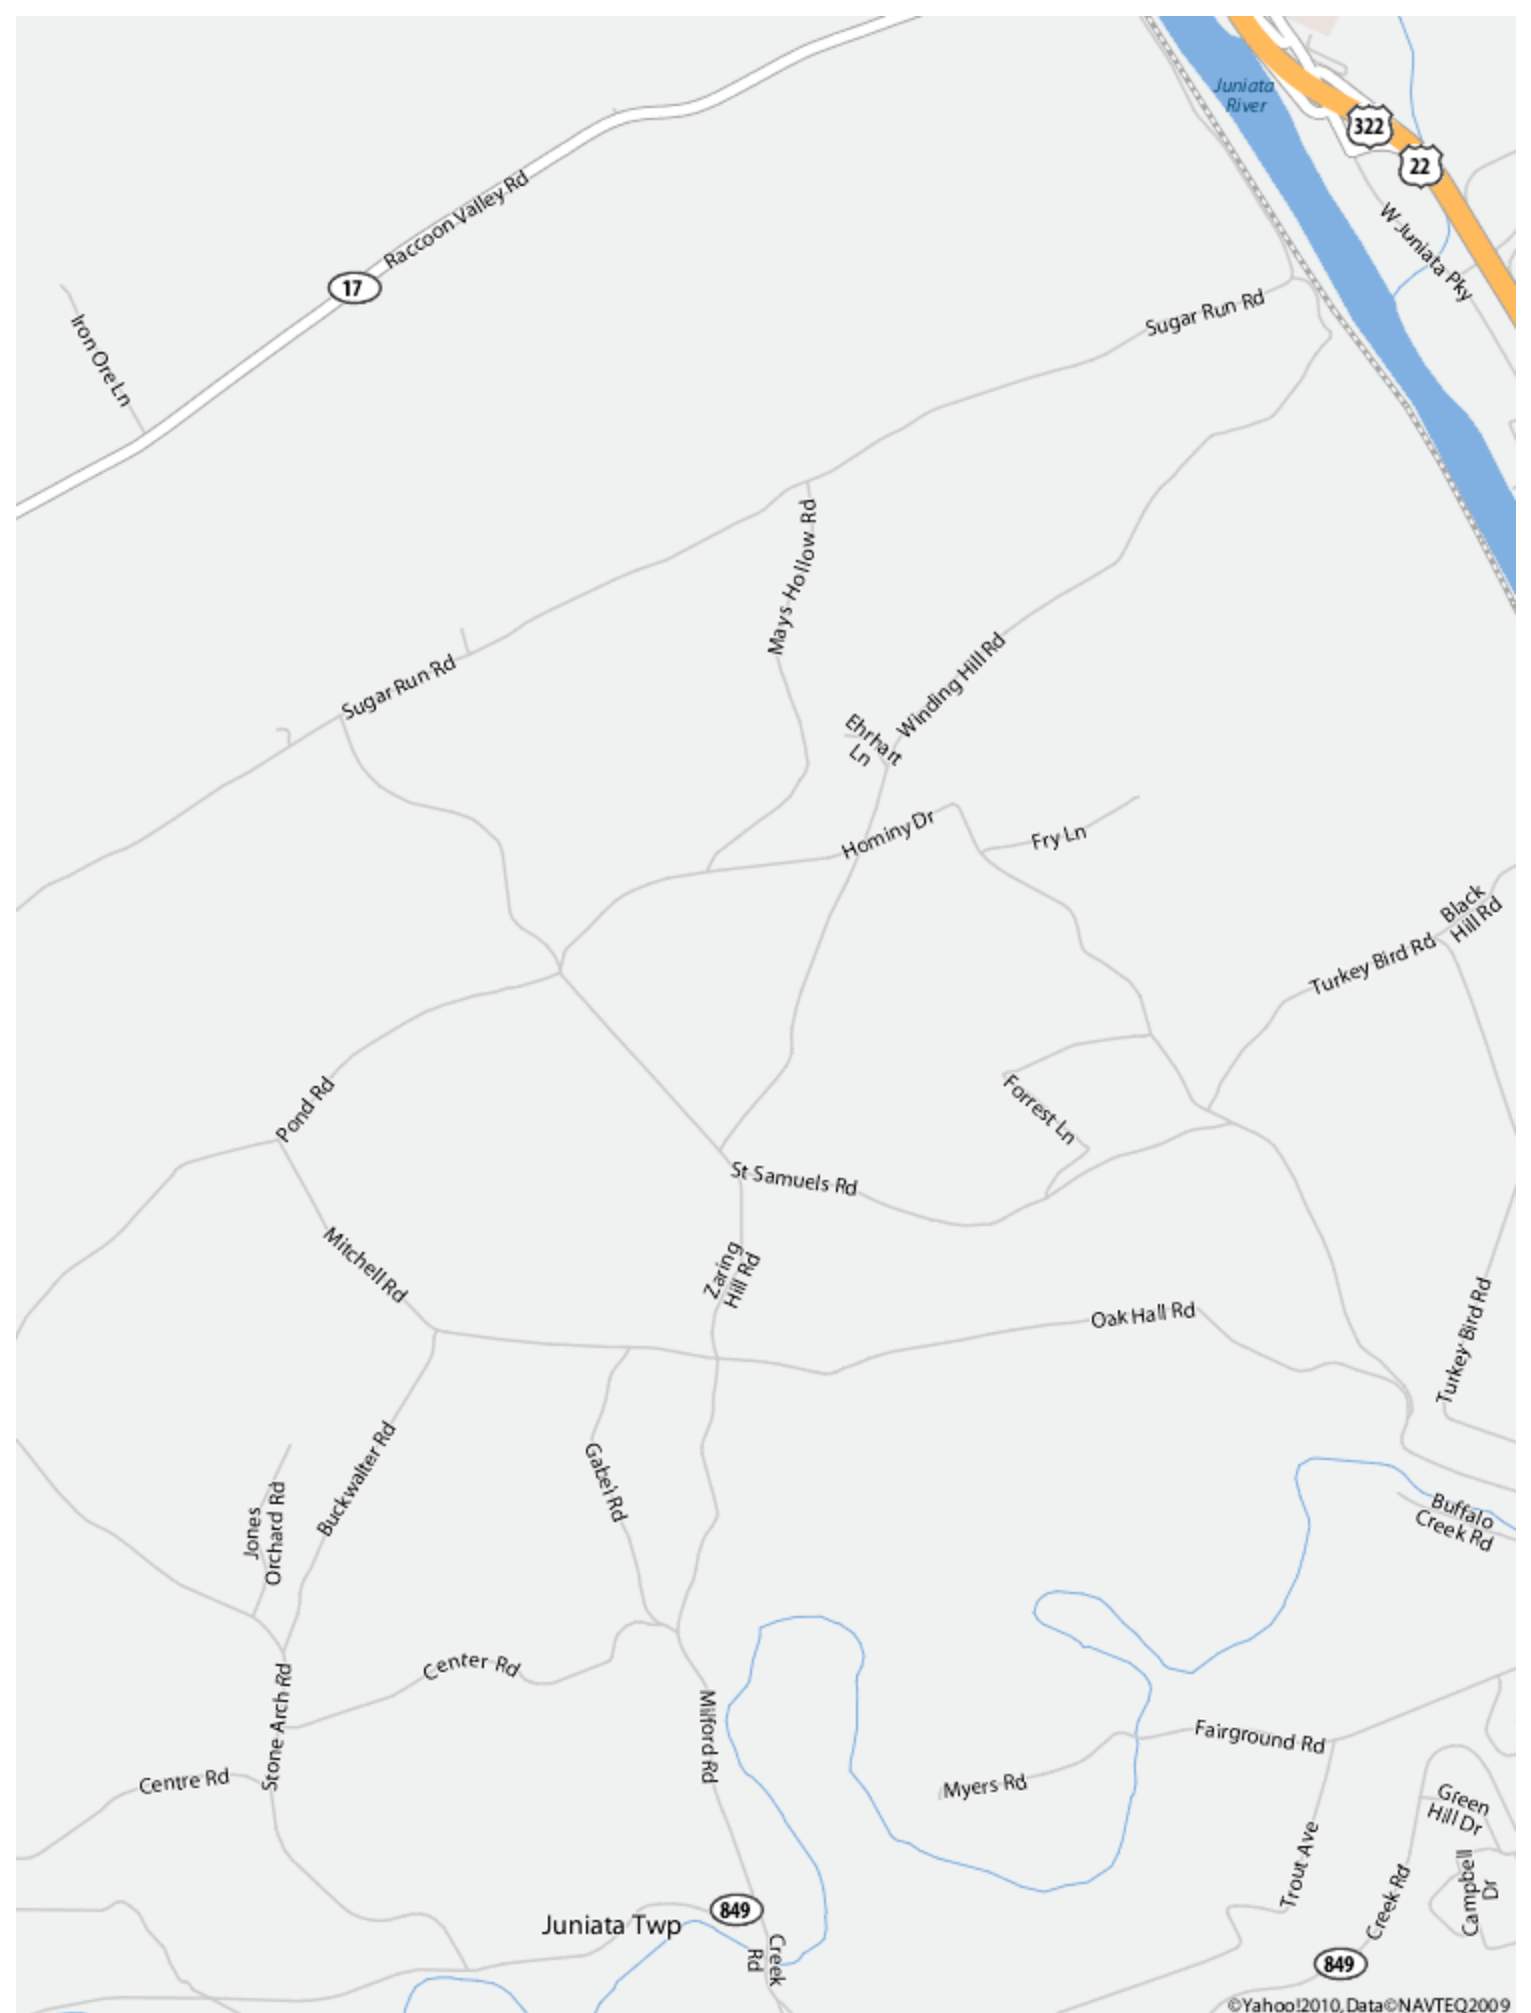 Juniata
River
322
22
Raccoon Valley Rd
W Juniata Pky
17
Sugar Run Rd
Iron Ore Ln
Mays Hollow Rd
Sugar Run Rd
Winding Hill Rd
Ehrhart
Ln
Hominy Dr
Fry Ln
Black
Hill Rd
Turkey Bird Rd
Pond Rd
Forrest Ln
St Samuels Rd
Mitchell Rd
Zaring
Hill Rd
Oak Hall Rd
Turkey Bird Rd
Buckwalter Rd
Gabel Rd
Jones
Orchard Rd
Buffalo
Creek Rd
Center Rd
Stone Arch Rd
Milford Rd
Fairground Rd
Centre Rd
Myers Rd
Green
Hill Dr
Trout Ave
Campbell
Dr
Creek Rd
849
Juniata Twp
Creek
Rd
849
©Yahoo!2010, Data©NAVTEQ2009